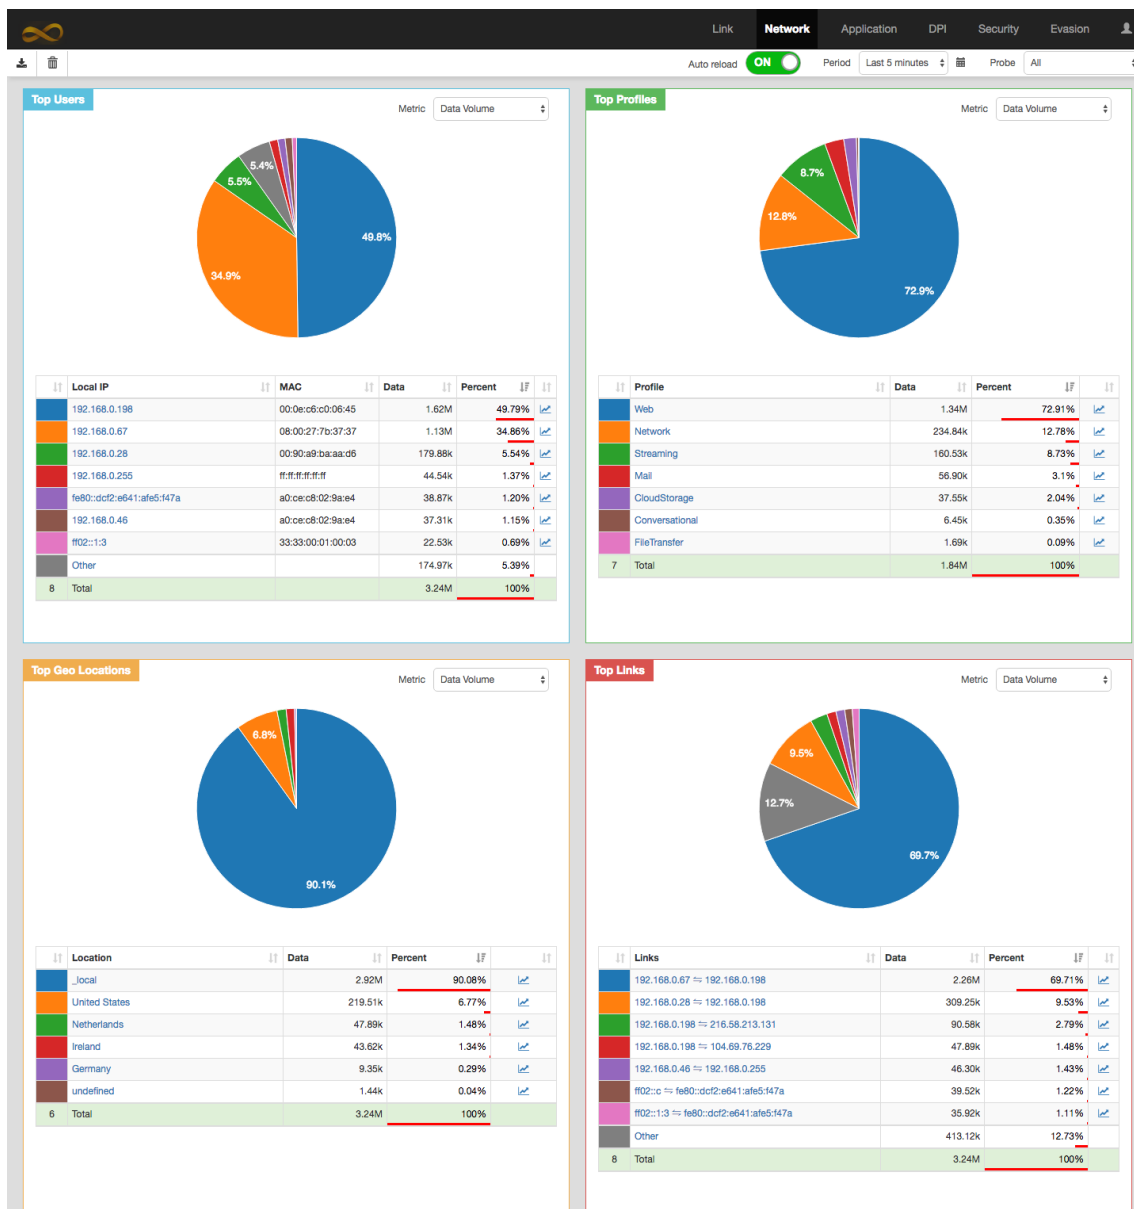 Link Network Application DPI Security Evasion
Auto reload ON Period Last 5 minutes Probe All
Top Users
Metric Data Volume
5.4%
5.5%
49.8%
34.9%
Local IP MAC Data Percent
192.168.0.198 00:0e:c6:c0:06:45 1.62M 49.79%
192.168.0.67 08:00:27:7b:37:37 1.13M 34.86%
192.168.0.28 00:90:a9:ba:aa:d6 179.88k 5.54%
192.168.0.255 ff:ff:ff:ff:ff:ff 44.54k 1.37%
fe80::dcf2:e641:afe5:f47a a0:ce:c8:02:9a:e4 38.87k 1.20%
192.168.0.46 a0:ce:c8:02:9a:e4 37.31k 1.15%
ff02::1:3 33:33:00:01:00:03 22.53k 0.69%
Other 174.97k 5.39%
8 Total 3.24M 100%
Top Profiles
Metric Data Volume
8.7%
12.8%
72.9%
Profile Data Percent
Web 1.34M 72.91%
Network 234.84k 12.78%
Streaming 160.53k 8.73%
Mail 56.90k 3.1%
CloudStorage 37.55k 2.04%
Conversational 6.45k 0.35%
FileTransfer 1.69k 0.09%
7 Total 1.84M 100%
Top Geo Locations
Metric Data Volume
6.8%
90.1%
Location Data Percent
_local 2.92M 90.08%
United States 219.51k 6.77%
Netherlands 47.89k 1.48%
Ireland 43.62k 1.34%
Germany 9.35k 0.29%
undefined 1.44k 0.04%
6 Total 3.24M 100%
Top Links
Metric Data Volume
9.5%
12.7%
69.7%
Links Data Percent
192.168.0.67 ⇋ 192.168.0.198 2.26M 69.71%
192.168.0.28 ⇋ 192.168.0.198 309.25k 9.53%
192.168.0.198 ⇋ 216.58.213.131 90.58k 2.79%
192.168.0.198 ⇋ 104.69.76.229 47.89k 1.48%
192.168.0.46 ⇋ 192.168.0.255 46.30k 1.43%
ff02::c ⇋ fe80::dcf2:e641:afe5:f47a 39.52k 1.22%
ff02::1:3 ⇋ fe80::dcf2:e641:afe5:f47a 35.92k 1.11%
Other 413.12k 12.73%
8 Total 3.24M 100%